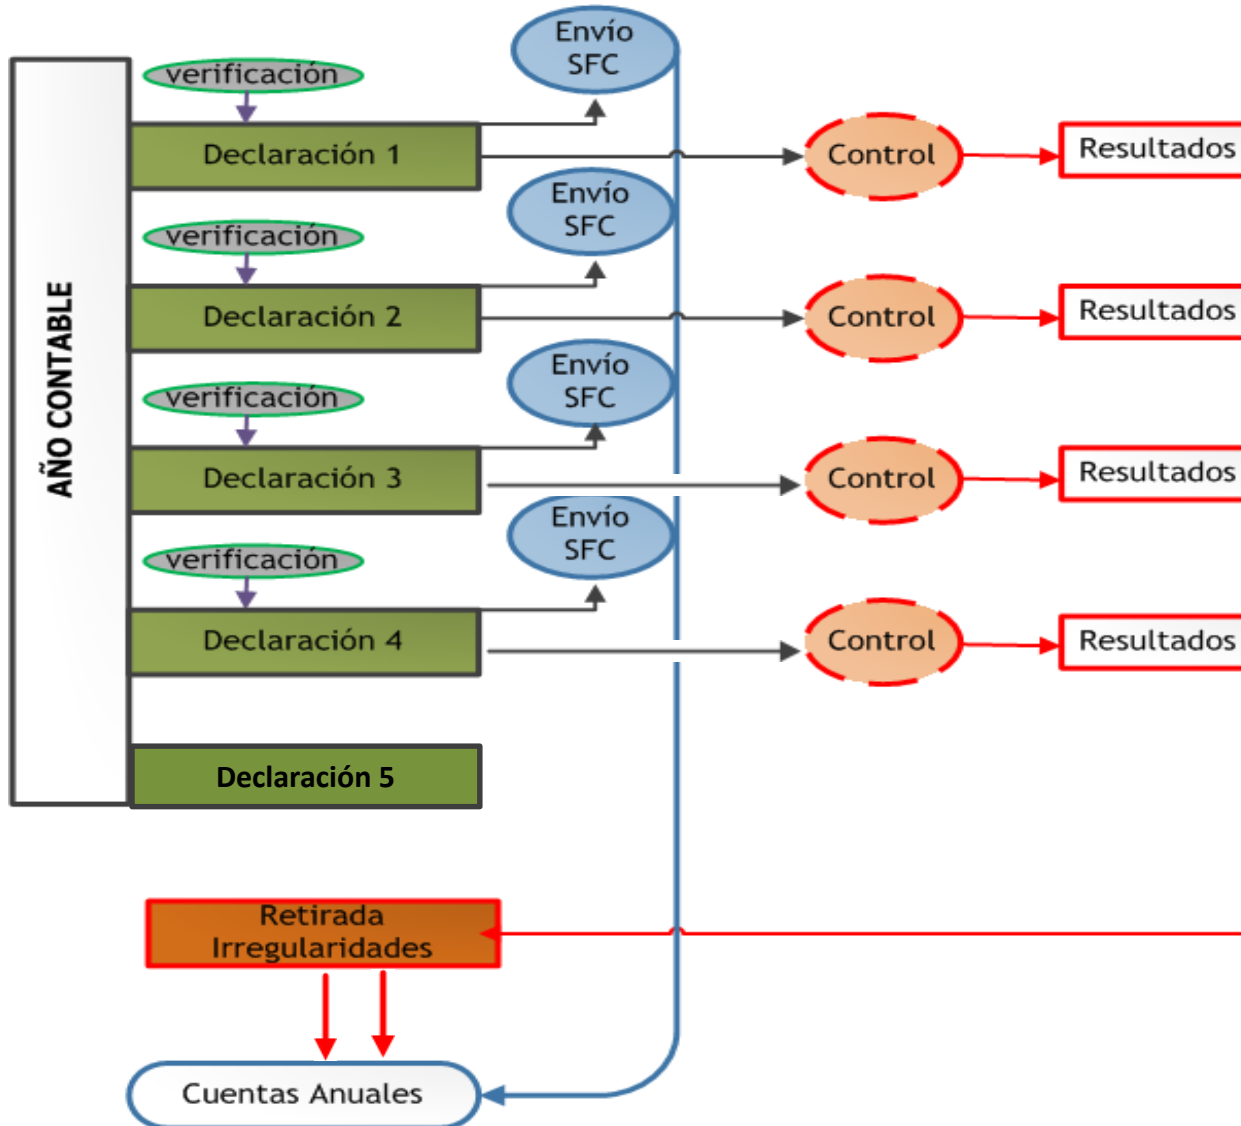 AÑO CONTABLE
verificación
Envío
SFC
Declaración 1
Control
Resultados
verificación
Envío
SFC
Declaración 2
Control
Resultados
verificación
Envío
SFC
Declaración 3
Control
Resultados
verificación
Envío
SFC
Declaración 4
Control
Resultados
Declaración 5
Retirada
Irregularidades
Cuentas Anuales